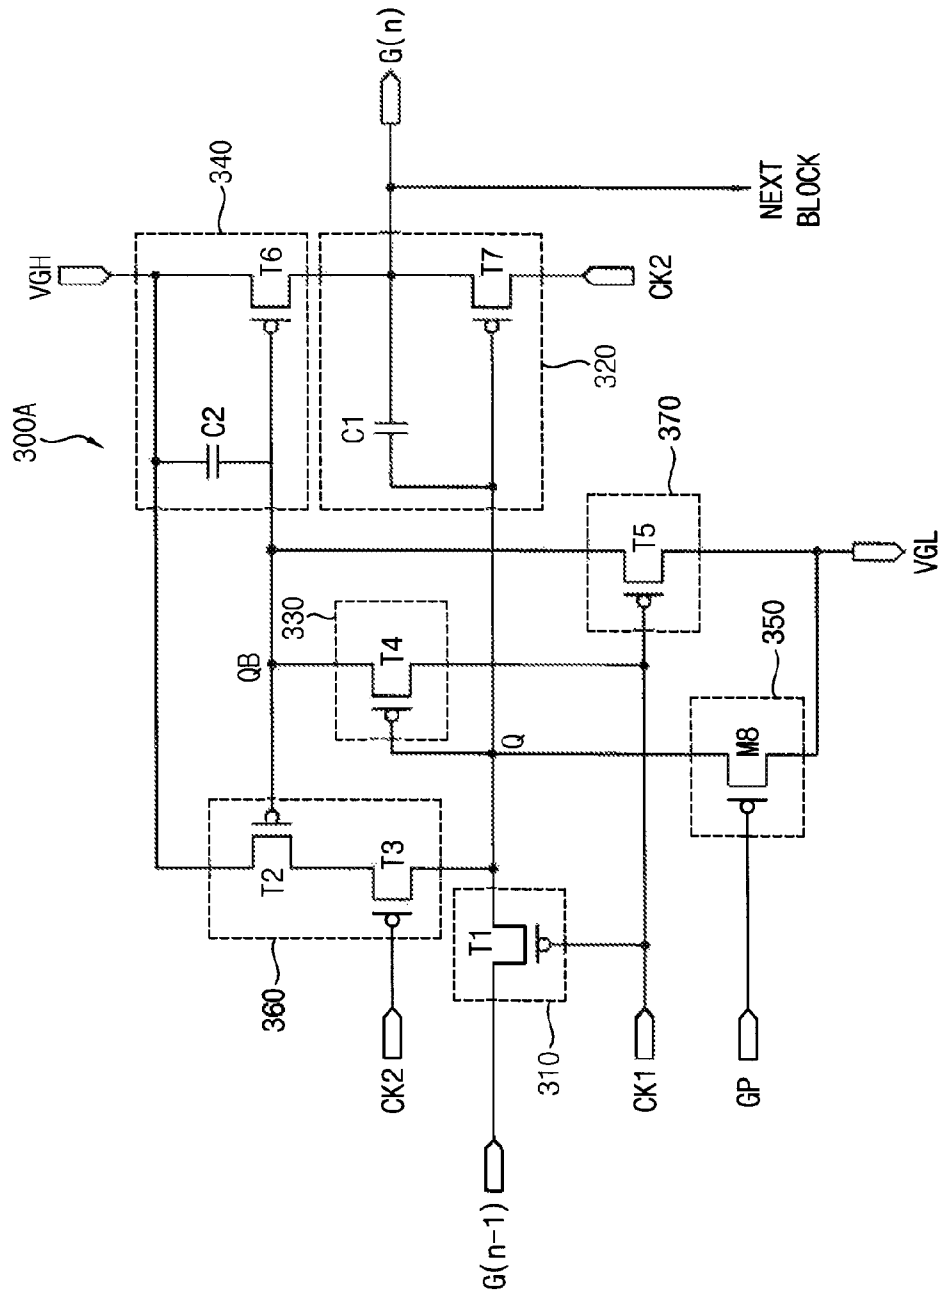 300A
VGH
340
C2
T6
G(n)
C1
T7
320
CK2
NEXT
BLOCK
QB
330
T4
T2
T3
360
CK2
Q
T1
310
G(n-1)
370
T5
CK1
350
M8
GP
VGL